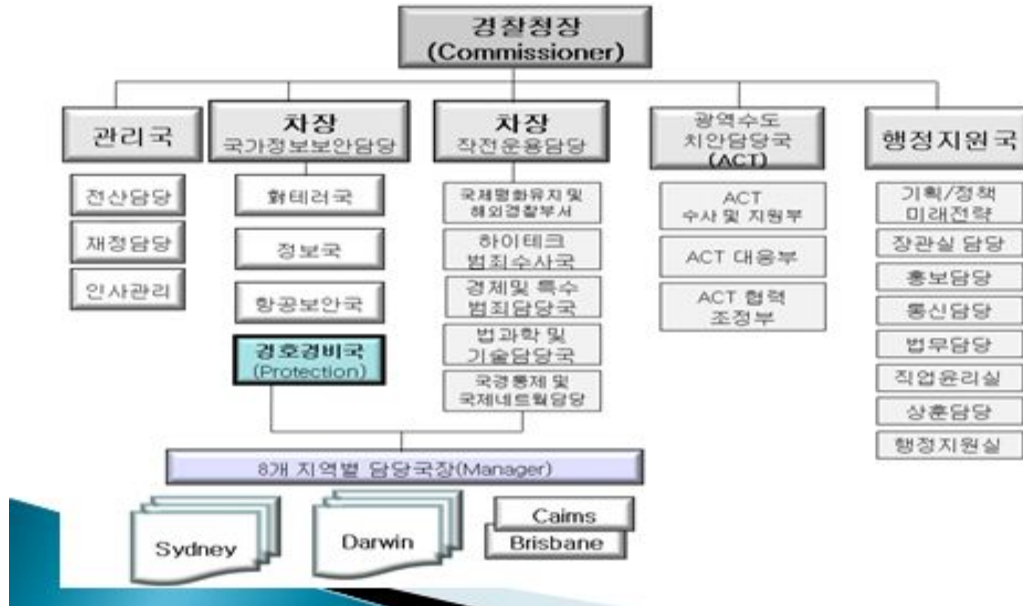 경찰청장
(Commissioner)
관리국
차장
국가정보보안담당
차장
작전운용담당
광역수도
치안담당국
(ACT)
행정지원국
전산담당
재정담당
인사관리
對테러국
정보국
항공보안국
경호경비국
(Protection)
국제평화유지 및
해외경찰부서
하이테크
범죄수사국
경제및 특수
범죄담당국
법과학 및
기술담당국
국경통제 및
국제네트웤담당
ACT
수사 및 지원부
ACT 대응부
ACT 협력
조정부
기획/정책
미래전략
장관실 담당
홍보담당
통신담당
법무담당
직업윤리실
상훈담당
행정지원실
8개 지역별 담당국장(Manager)
Sydney
Darwin
Caims
Brisbane